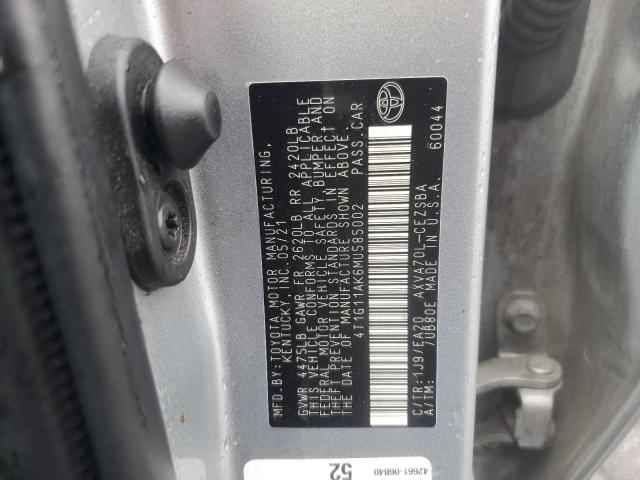 MFD.BY:TOYOTA MOTOR MANUFACTURING,
KENTUCKY, INC. 05/21
GVWR 4475LB GAWR FR 2620LB RR 2420LB
THIS VEHICLE CONFORMS TO ALL APPLICABLE
FEDERAL MOTOR VEHICLE SAFETY, BUMPER, AND
THEFT PREVENTION STANDARDS IN EFFECT ON
THE DATE OF MANUFACTURE SHOWN ABOVE.
4T1G11AK6MU585002 PASS. CAR
C/TR: 1J9/EA20 AXVA70L-CEZSBA
A/TM: /UB80E MADE IN U.S.A. 60044
52
42661-06B40